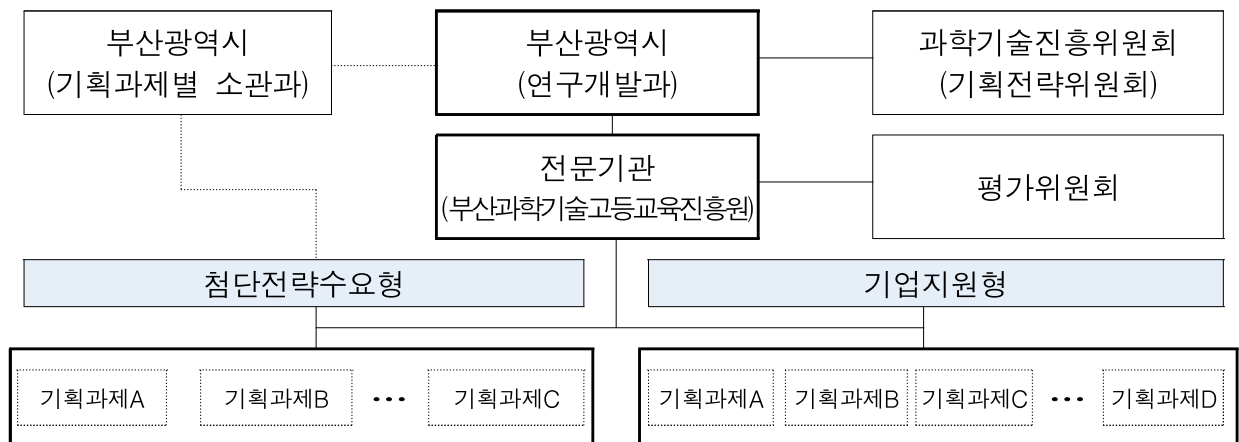 부산광역시
(기획과제별 소관과)
부산광역시
(연구개발과)
과학기술진흥위원회
(기획전략위원회)
전문기관
(부산과학기술고등교육진흥원)
평가위원회
첨단전략수요형
기업지원형
기획과제A
기획과제B
•••
기획과제C
기획과제A
기획과제B
기획과제C
•••
기획과제D